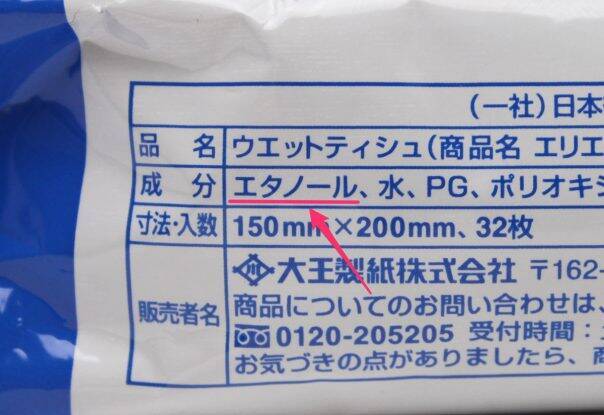 (一社)日本
品名 ウエットティシュ(商品名 エリエ
成分 エタノール、水、PG、ポリオキシ
寸法・入数 150mm×200mm、32枚
販売者名
大王製紙株式会社 〒162-
商品についてのお問い合わせは、
0120-205205 受付時間:
お気づきの点がありましたら、商